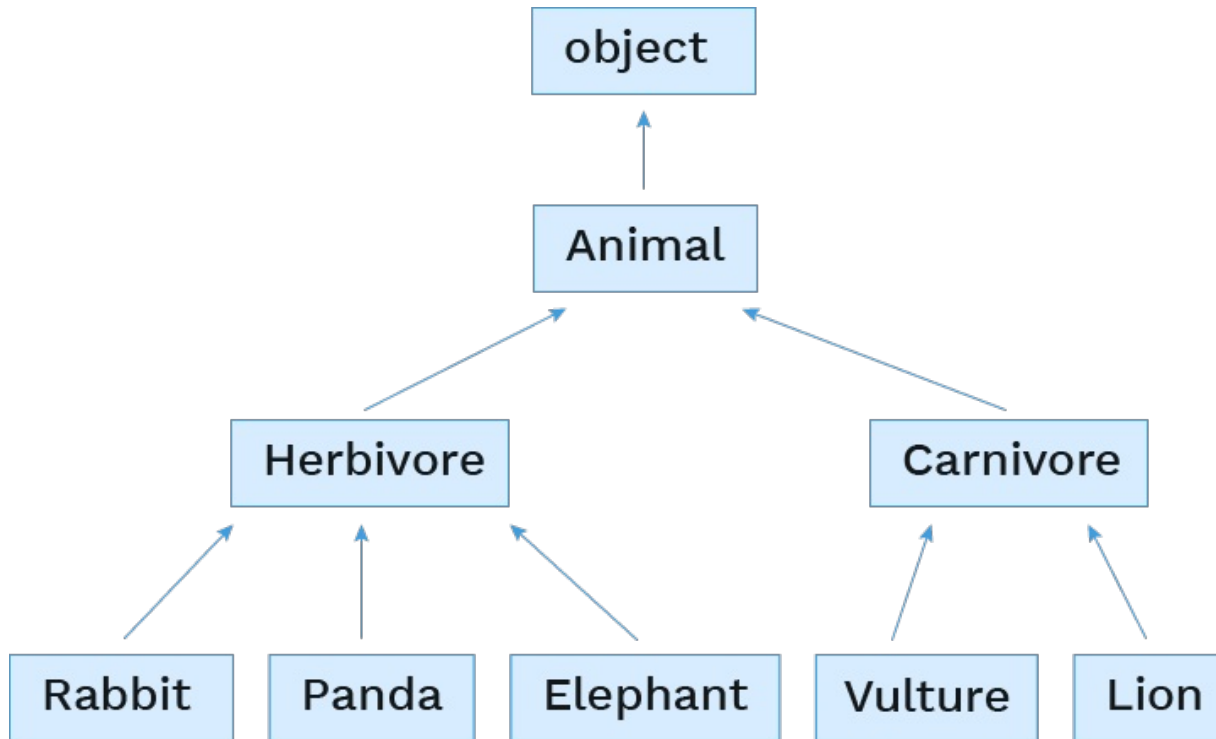 object
Animal
Herbivore
Carnivore
Rabbit
Panda
Elephant
Vulture
Lion